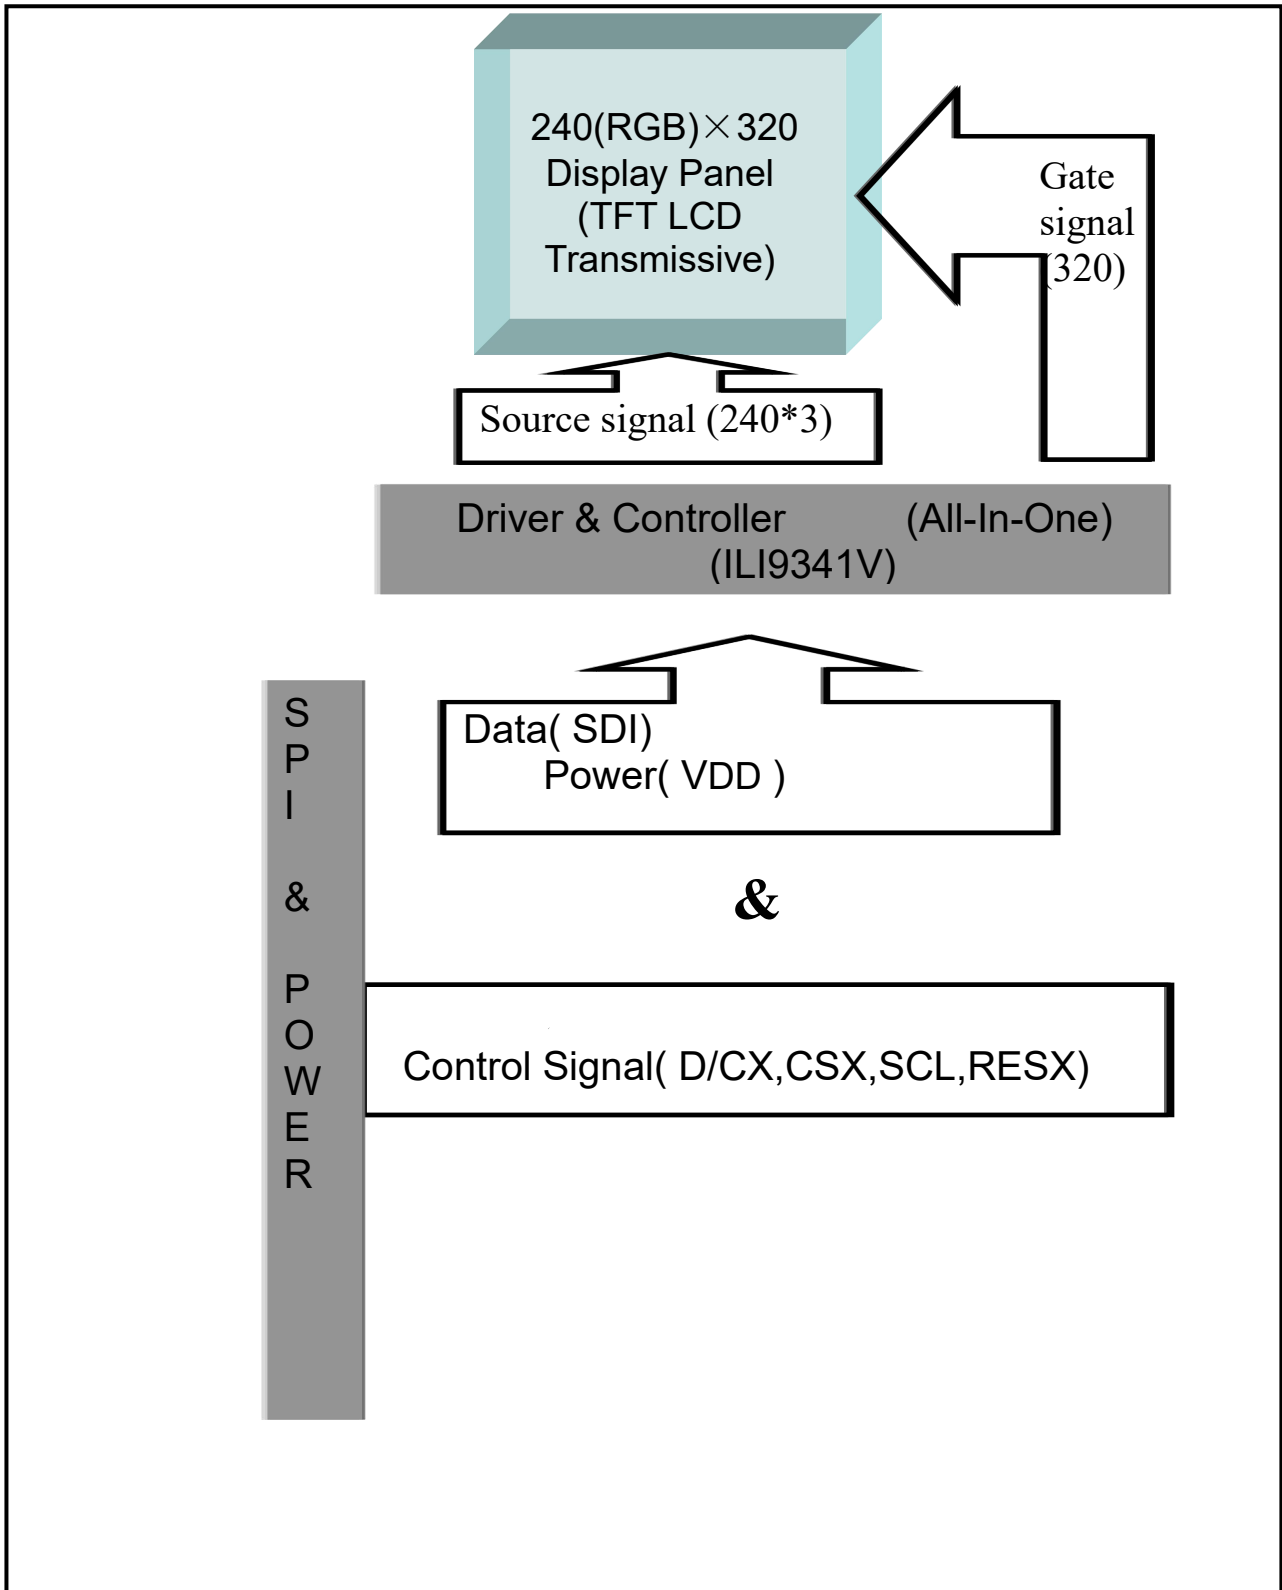 240(RGB)×320
Display Panel
(TFT LCD
Transmissive)
Gate
signal
(320)
Source signal (240*3)
Driver & Controller (All-In-One)
(ILI9341V)
S
P
I
&
P
O
W
E
R
Data( SDI)
Power( VDD )
&
Control Signal( D/CX,CSX,SCL,RESX)